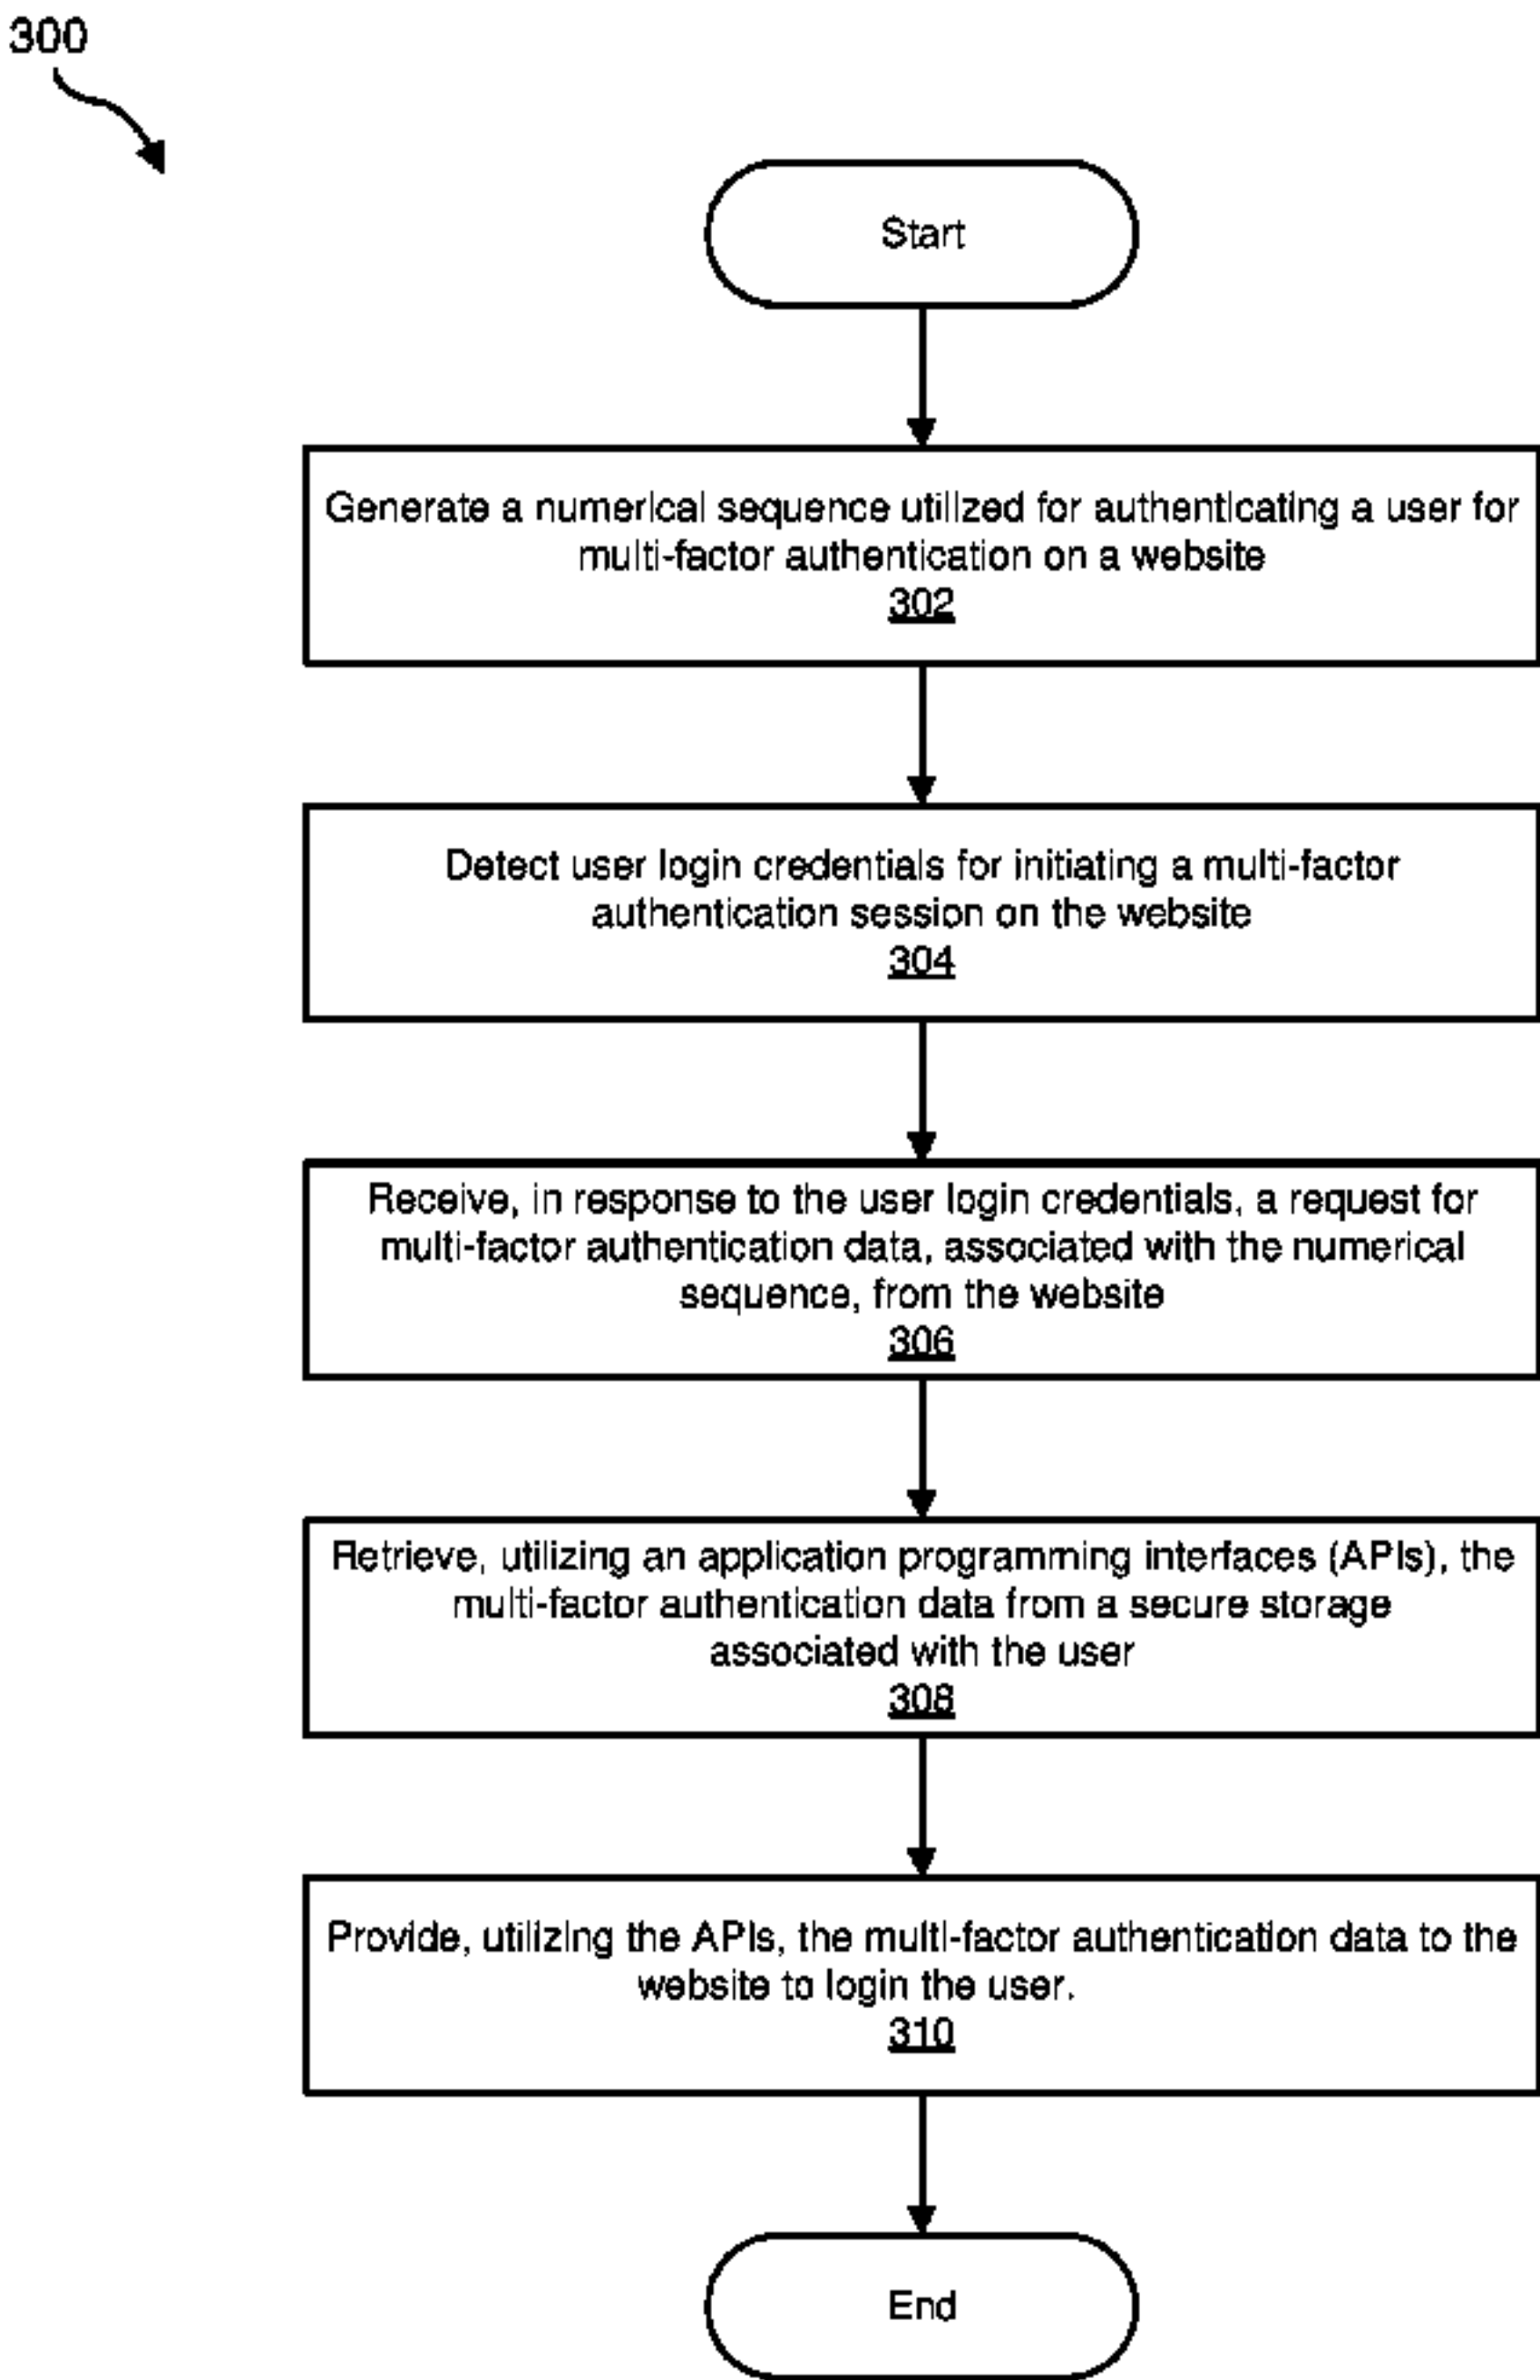 300
Start
Generate a numerical sequence utilized for authenticating a user for
multi-factor authentication on a website
302
Detect user login credentials for initiating a multi-factor
authentication session on the website
304
Receive, in response to the user login credentials, a request for
multi-factor authentication data, associated with the numerical
sequence, from the website
306
Retrieve, utilizing an application programming interfaces (APIs), the
multi-factor authentication data from a secure storage
associated with the user
308
Provide, utilizing the APIs, the multi-factor authentication data to the
website to login the user.
310
End